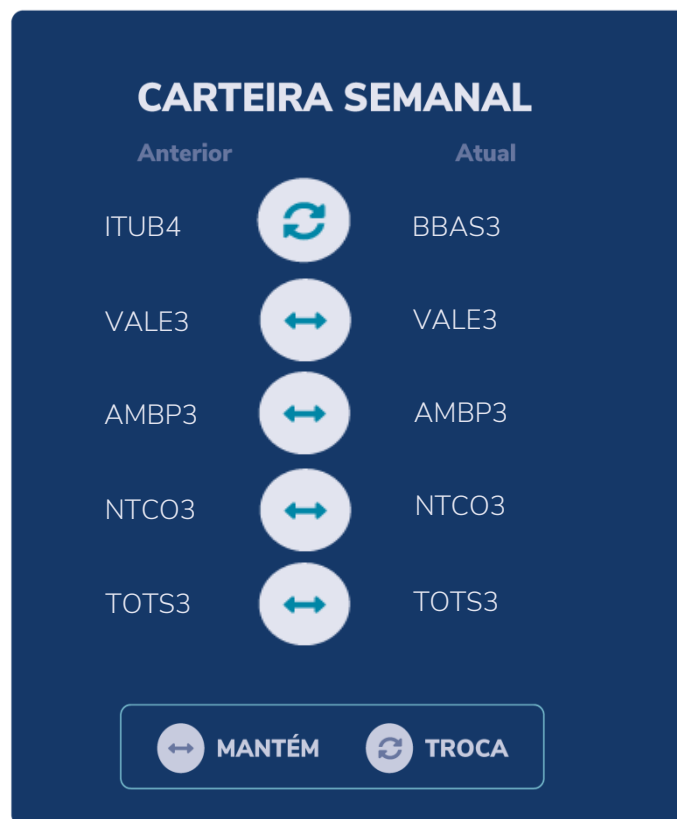 CARTEIRA SEMANAL
Anterior Atual
ITUB4 BBAS3
VALE3 VALE3
AMBP3 AMBP3
NTCO3 NTCO3
TOTS3 TOTS3
MANTÉM TROCA